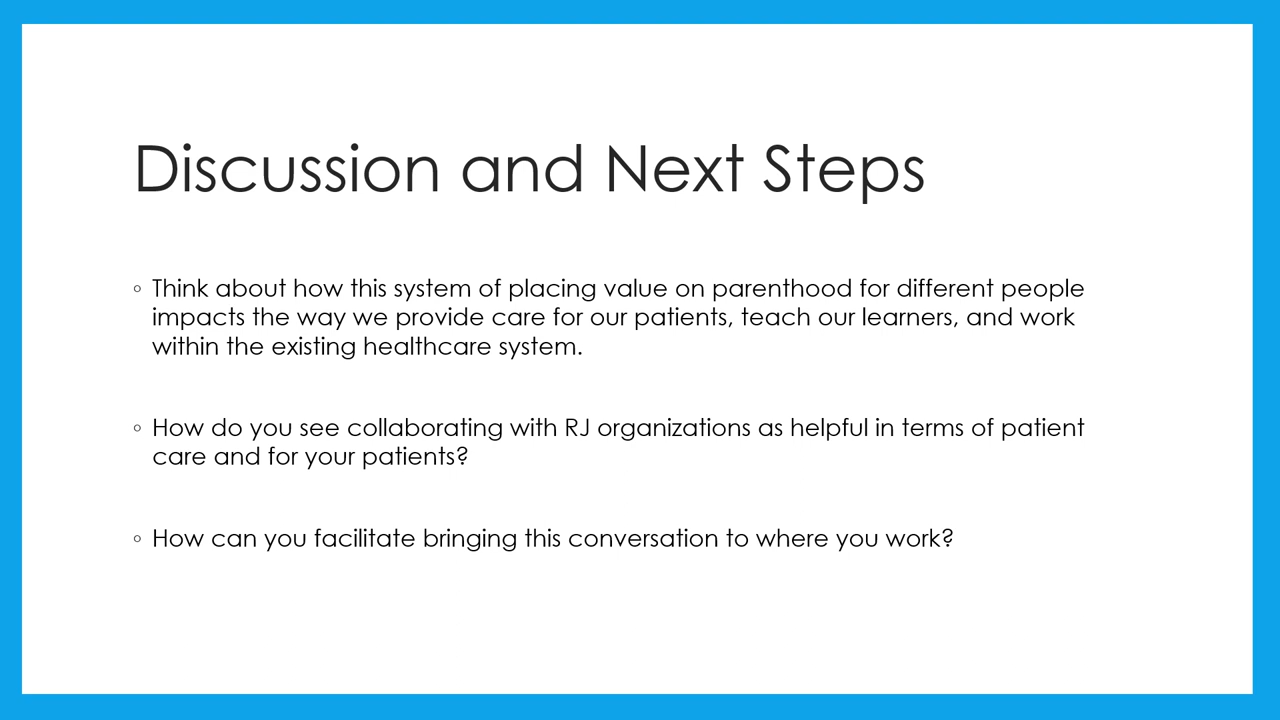 Discussion and Next Steps
◦ Think about how this system of placing value on parenthood for different people
impacts the way we provide care for our patients, teach our learners, and work
within the existing healthcare system.
◦ How do you see collaborating with RJ organizations as helpful in terms of patient
care and for your patients?
◦ How can you facilitate bringing this conversation to where you work?